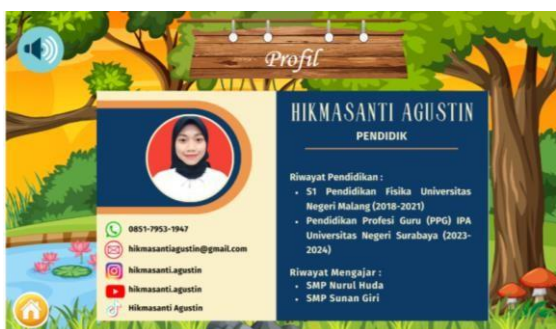 Profil
HIKMASANTI AGUSTIN
PENDIDIK
Riwayat Pendidikan :
• S1 Pendidikan Fisika Universitas
Negeri Malang (2018-2021)
• Pendidikan Profesi Guru (PPG) IPA
Universitas Negeri Surabaya (2023-
2024)
Riwayat Mengajar :
• SMP Nurul Huda
• SMP Sunan Giri
0851-7953-1947
hikmasantiagustin@gmail.com
hikmasanti.agustin
hikmasanti.agustin
Hikmasanti Agustin